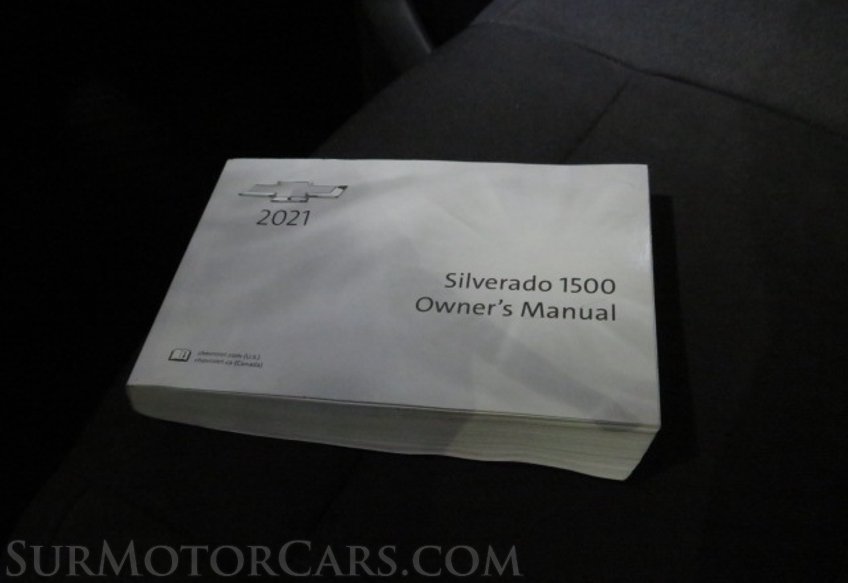 2021
Silverado 1500
Owner's Manual
chevrolet.com (U.S.)
chevrolet.ca (Canada)
SURMOTORCARS.COM